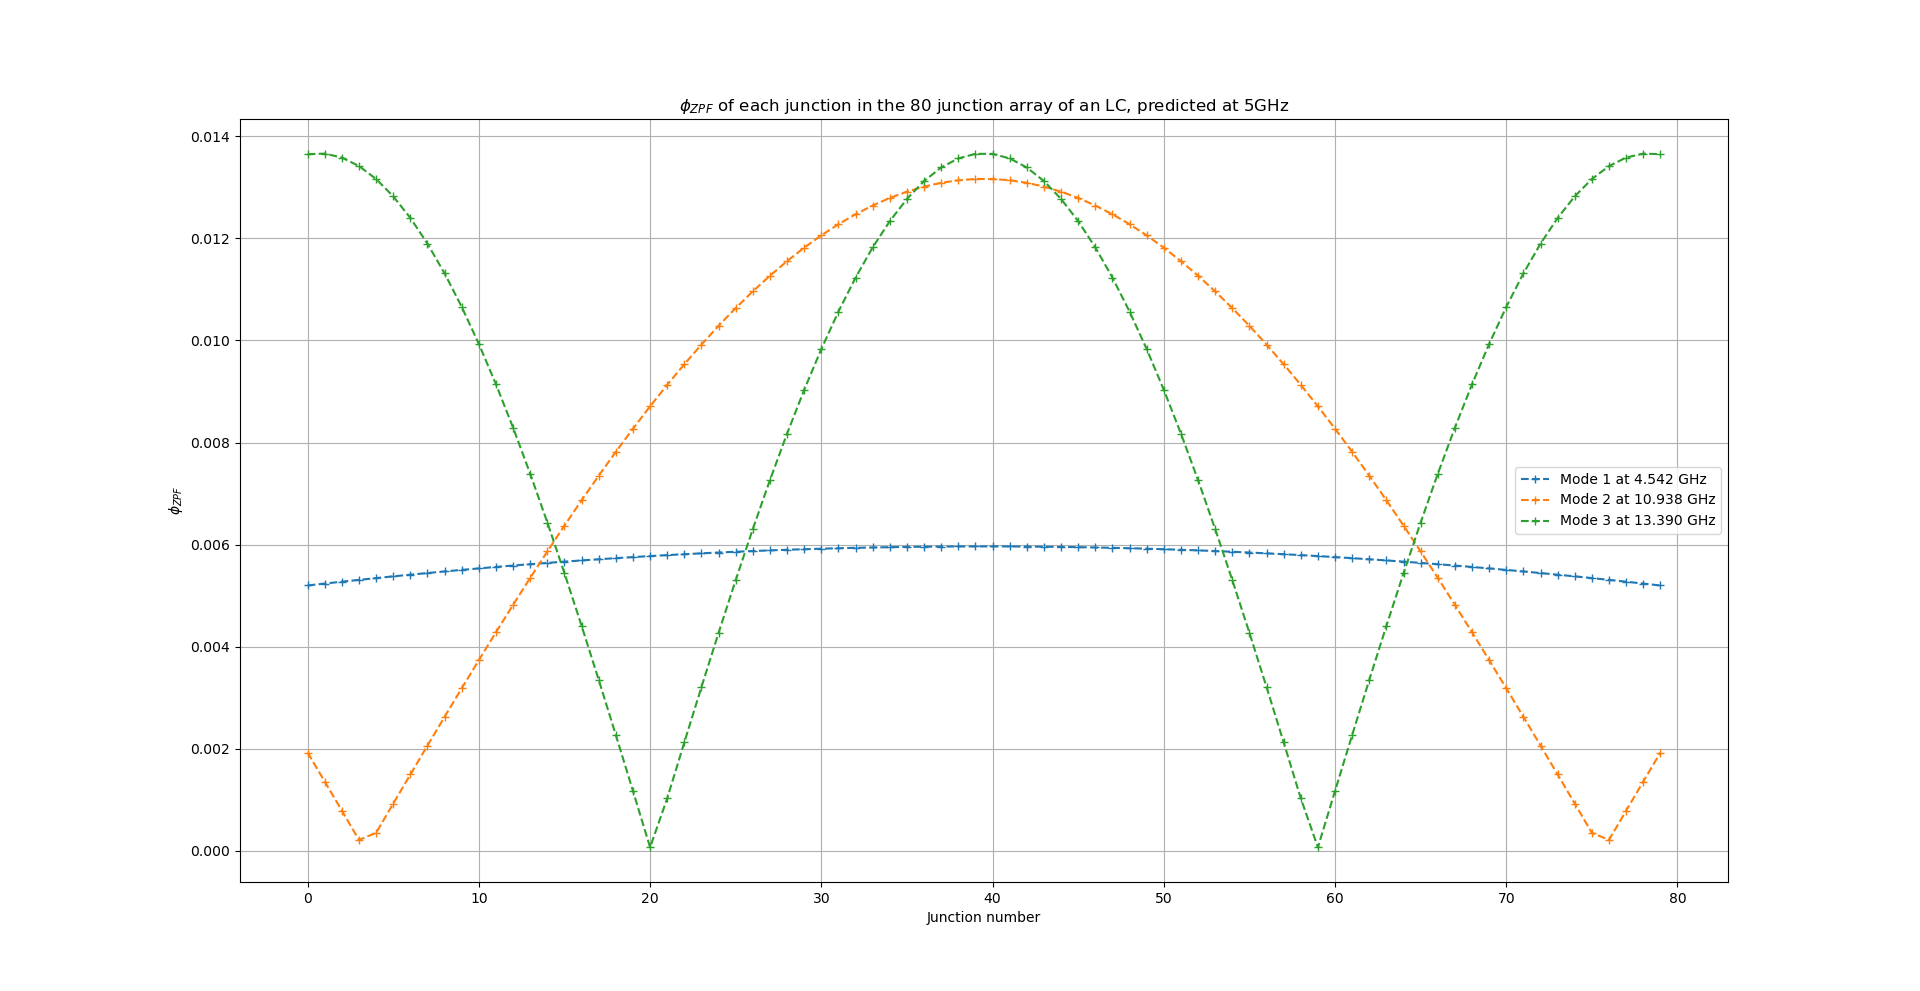 ϕ_ZPF of each junction in the 80 junction array of an LC, predicted at 5GHz
ϕ_ZPF
0.014
0.012
0.010
0.008
0.006
0.004
0.002
0.000
Mode 1 at 4.542 GHz
Mode 2 at 10.938 GHz
Mode 3 at 13.390 GHz
0 10 20 30 40 50 60 70 80
Junction number